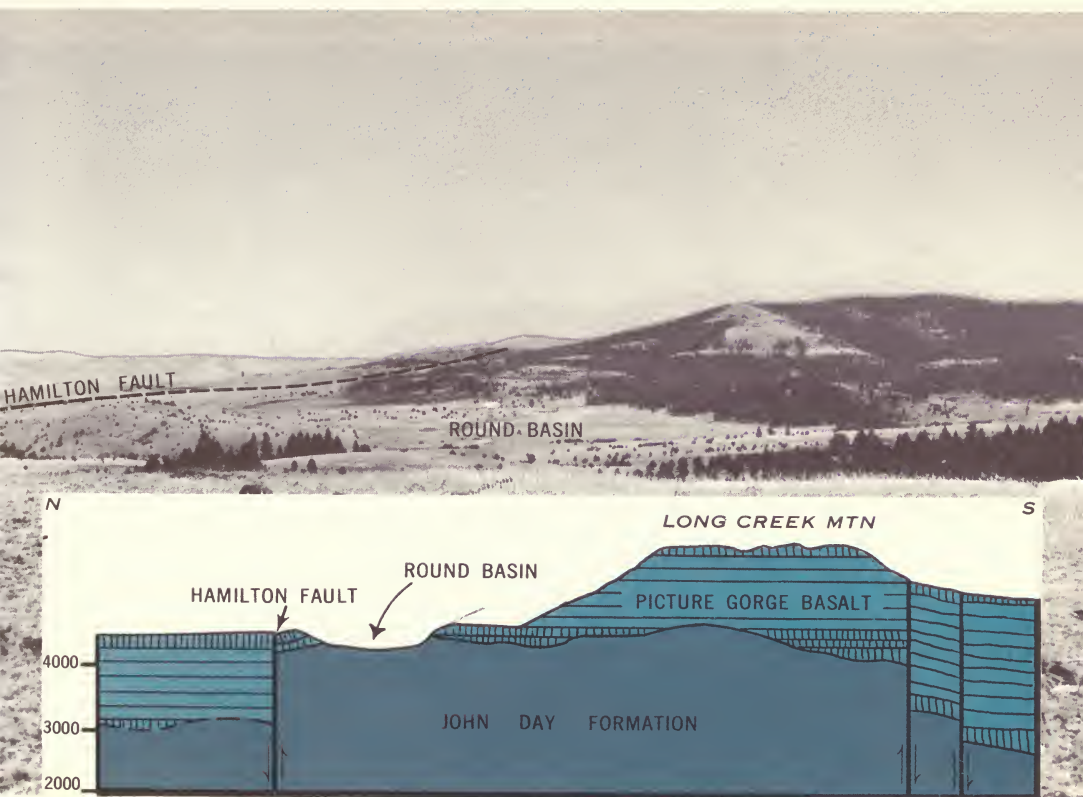 HAMILTON FAULT
ROUND BASIN
N
S
LONG CREEK MTN
ROUND BASIN
HAMILTON FAULT
PICTURE GORGE BASALT
4000
JOHN DAY FORMATION
3000
2000